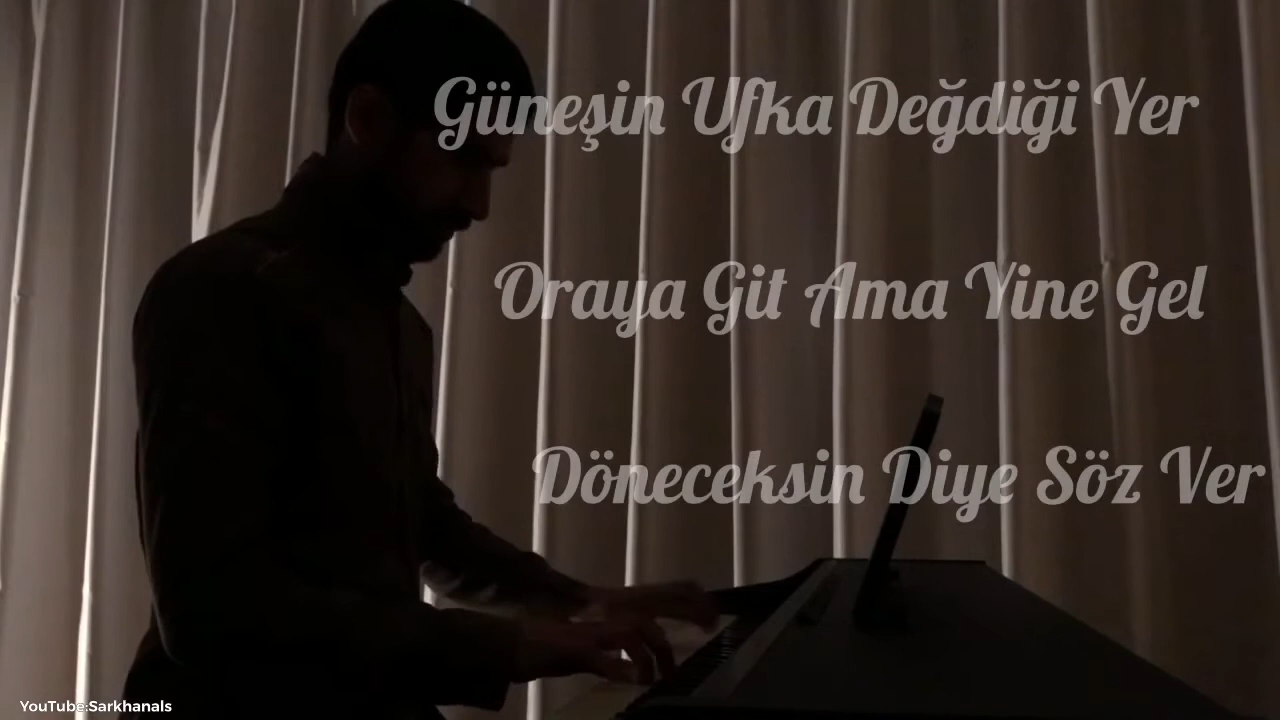 Güneşin Ufka Değdiği Yer
Oraya Git Ama Yine Gel
Döneceksin Diye Söz Ver
YouTube:Sarkhanals